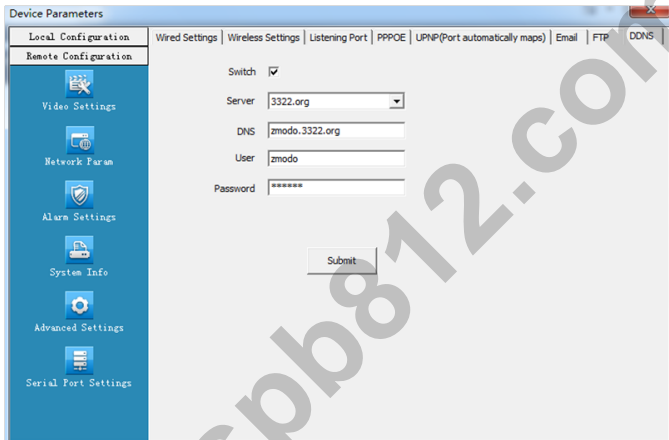 Device Parameters
Local Configuration
Remote Configuration
Wired Settings | Wireless Settings | Listening Port | PPPOE | UPNP(Port automatically maps) | Email | FTP | DDNS
Switch
Server 3322.org
DNS zmodo.3322.org
User zmodo
Password ******
Submit
Video Settings
Network Param
Alarm Settings
System Info
Advanced Settings
Serial Port Settings
spb812.com